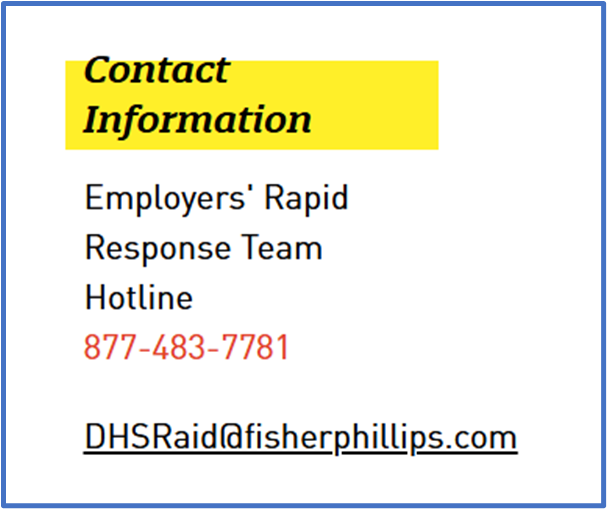 Contact
Information
Employers' Rapid
Response Team
Hotline
877-483-7781
DHSRaid@fisherphillips.com